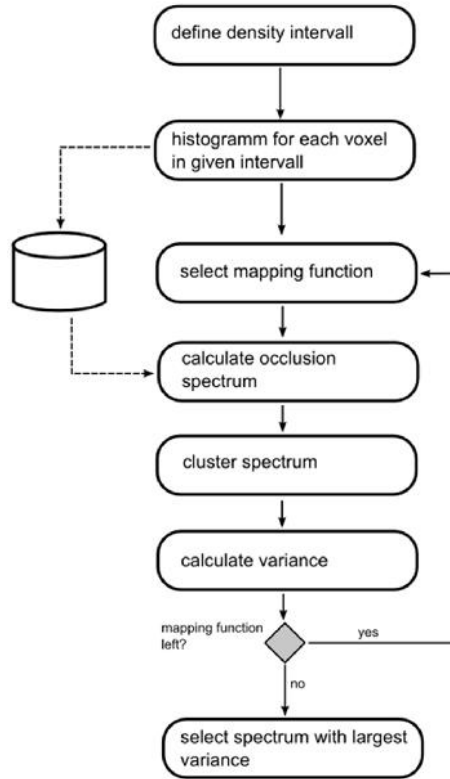 define density intervall
histogramm for each voxel
in given intervall
select mapping function
calculate occlusion
spectrum
cluster spectrum
calculate variance
mapping function
left?
yes
no
select spectrum with largest
variance